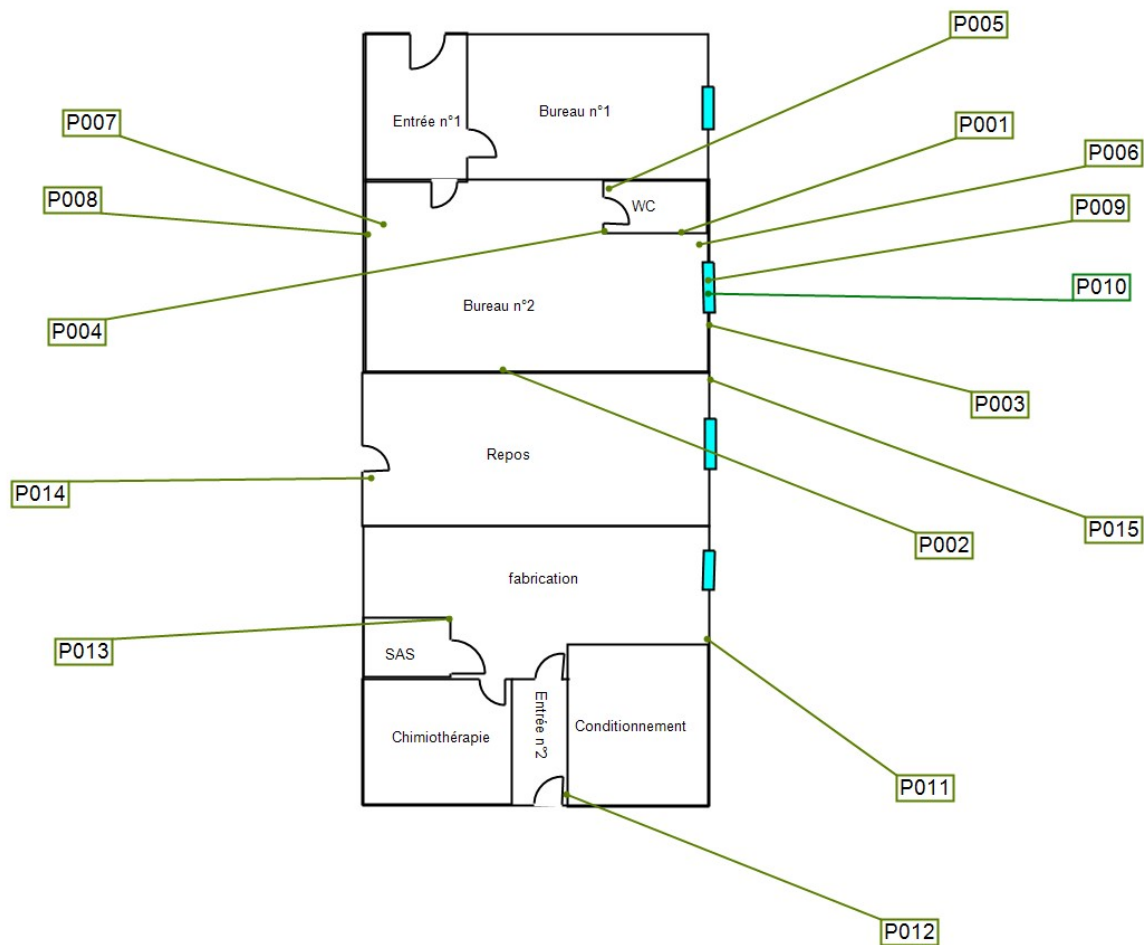 P005
P007
Entrée n°1
Bureau n°1
P001
P006
P008
WC
P009
P010
P004
Bureau n°2
P003
Repos
P014
P015
P002
fabrication
P013
SAS
Entrée n°2
Conditionnement
Chimiothérapie
P011
P012